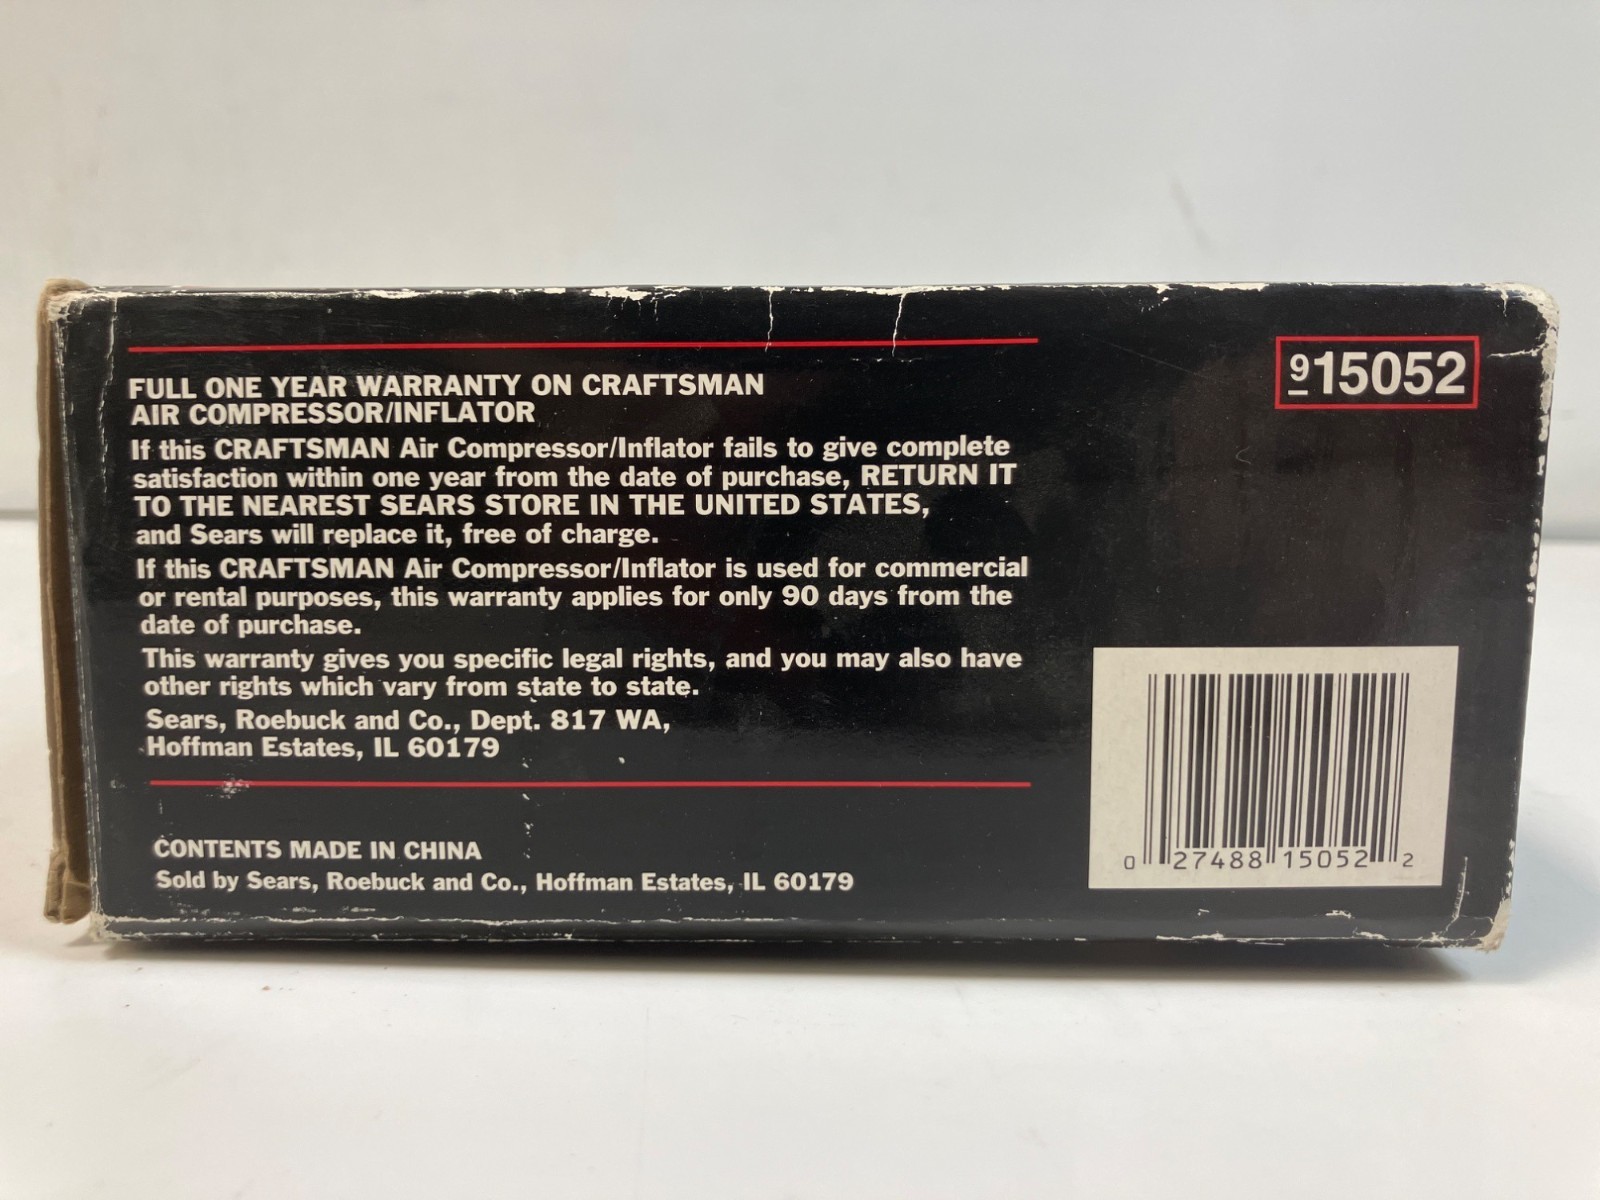 FULL ONE YEAR WARRANTY ON CRAFTSMAN
AIR COMPRESSOR/INFLATOR
If this CRAFTSMAN Air Compressor/Inflator fails to give complete
satisfaction within one year from the date of purchase, RETURN IT
TO THE NEAREST SEARS STORE IN THE UNITED STATES,
and Sears will replace it, free of charge.
If this CRAFTSMAN Air Compressor/Inflator is used for commercial
or rental purposes, this warranty applies for only 90 days from the
date of purchase.
This warranty gives you specific legal rights, and you may also have
other rights which vary from state to state.
Sears, Roebuck and Co., Dept. 817 WA,
Hoffman Estates, IL 60179
CONTENTS MADE IN CHINA
Sold by Sears, Roebuck and Co., Hoffman Estates, IL 60179
915052
0 27488 15052 2